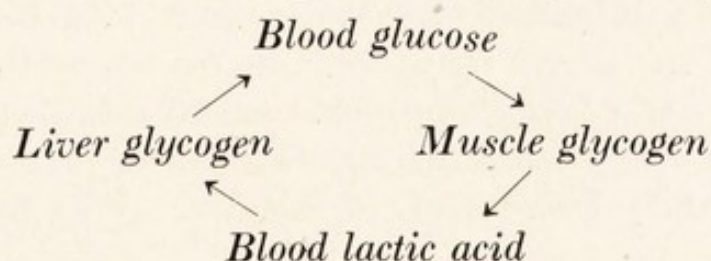 Blood glucose
Liver glycogen
Muscle glycogen
Blood lactic acid